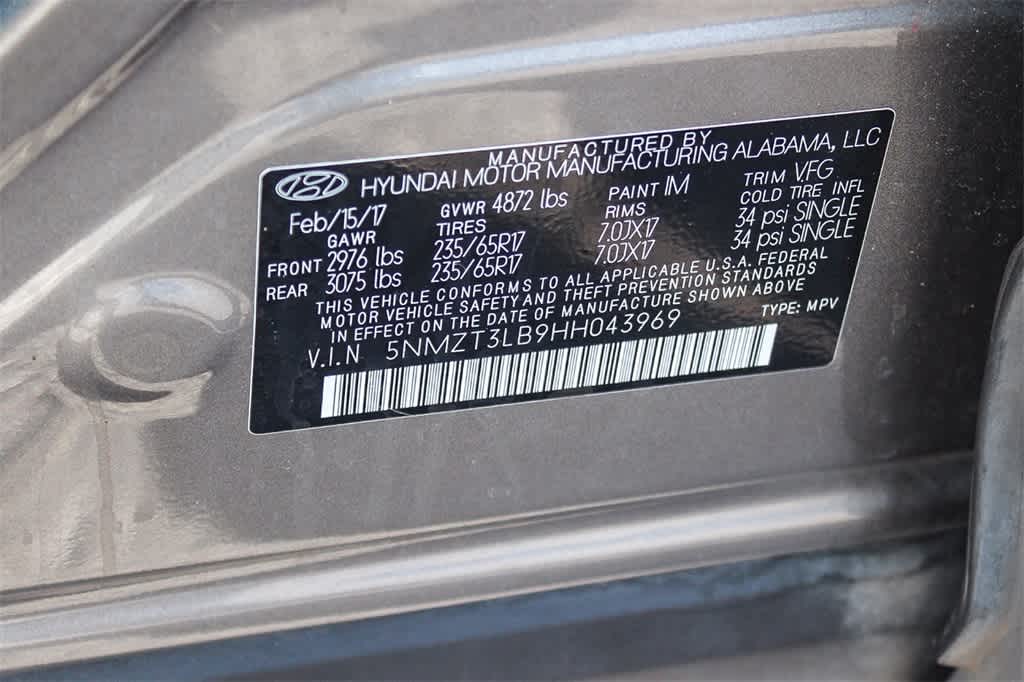 MANUFACTURED BY
HYUNDAI MOTOR MANUFACTURING ALABAMA, LLC
Feb/15/17 GVWR 4872 lbs PAINT IM TRIM VFG
GAWR TIRES RIMS COLD TIRE INFL
FRONT 2976 lbs 235/65R17 7.0JX17 34 psi SINGLE
REAR 3075 lbs 235/65R17 7.0JX17 34 psi SINGLE
THIS VEHICLE CONFORMS TO ALL APPLICABLE U.S.A. FEDERAL
MOTOR VEHICLE SAFETY AND THEFT PREVENTION STANDARDS
IN EFFECT ON THE DATE OF MANUFACTURE SHOWN ABOVE
V.I.N 5NMZT3LB9HH043969 TYPE: MPV